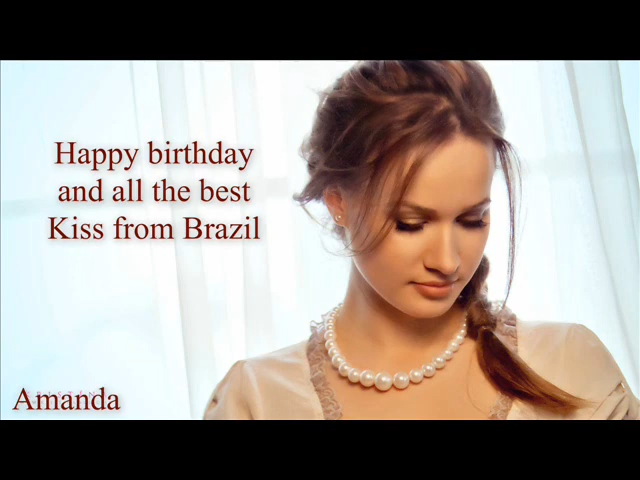 Happy birthday
and all the best
Kiss from Brazil
Amanda